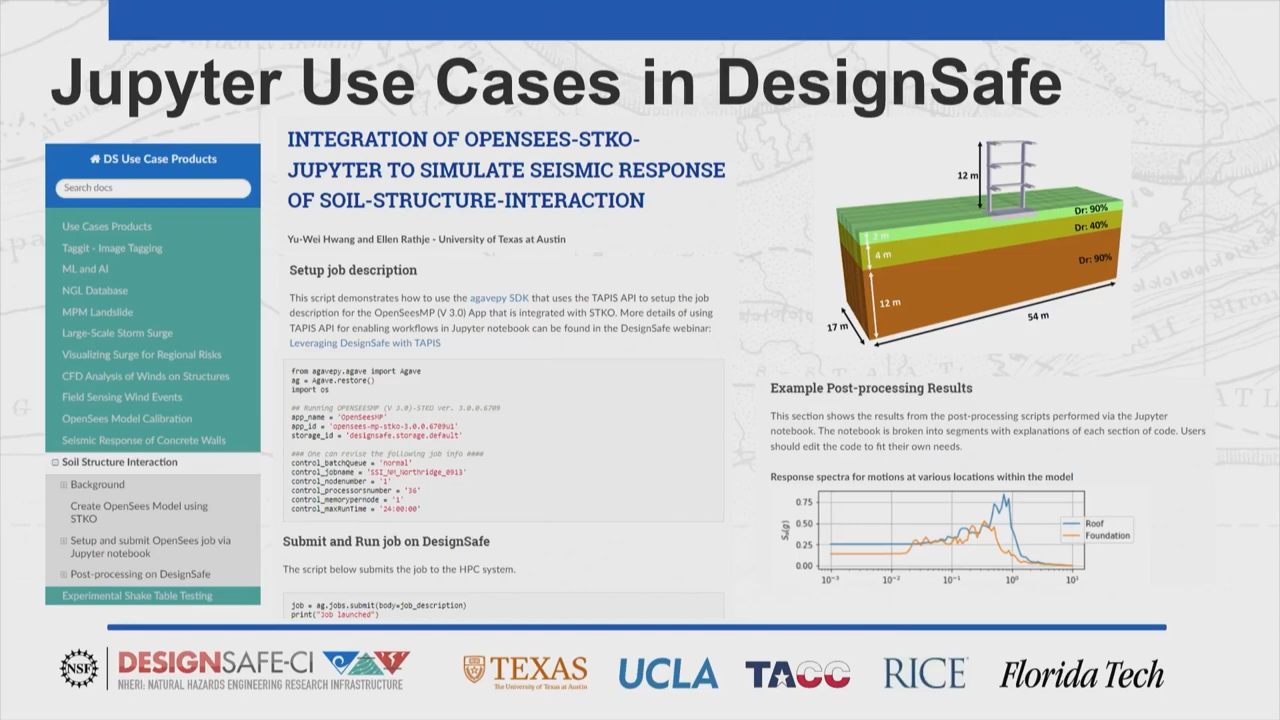 Jupyter Use Cases in DesignSafe
DS Use Case Products
Search docs
Use Cases Products
Taggit - Image Tagging
ML and AI
NGL Database
MPM Landslide
Large-Scale Storm Surge
Visualizing Surge for Regional Risks
CFD Analysis of Winds on Structures
Field Sensing Wind Events
OpenSees Model Calibration
Seismic Response of Concrete Walls
Soil Structure Interaction
Background
Create OpenSees Model using
STKO
Setup and submit OpenSees job via
Jupyter notebook
Post-processing on DesignSafe
Experimental Shake Table Testing
INTEGRATION OF OPENSEES-STKO-
JUPYTER TO SIMULATE SEISMIC RESPONSE
OF SOIL-STRUCTURE-INTERACTION
Yu-Wei Hwang and Ellen Rathje - University of Texas at Austin
Setup job description
This script demonstrates how to use the agavepy SDK that uses the TAPIS API to setup the job
description for the OpenSeesMP (V 3.0) App that is integrated with STKO. More details of using
TAPIS API for enabling workflows in Jupyter notebook can be found in the DesignSafe webinar:
Leveraging DesignSafe with TAPIS
from agavepy.agave import Agave
ag = Agave.restore()
import os
## Running OPENSEESMP (V 3.0)-STKO ver. 3.0.0.6709
app_name = 'OpenSeesMP'
app_id = 'opensees-mp-stko-3.0.0.6709u1'
storage_id = 'designsafe.storage.default'
### One can revise the following job info ####
control_batchQueue = 'normal'
control_jobname = 'SSI_NM_Northridge_0913'
control_nodenumber = '1'
control_processorsnumber = '36'
control_memorypernode = '1'
control_maxRunTime = '24:00:00'
Submit and Run job on DesignSafe
The script below submits the job to the HPC system.
job = ag.jobs.submit(body=job_description)
print("Job launched")
12 m
Dr: 90%
2 m
Dr: 40%
4 m
Dr: 90%
12 m
17 m
54 m
Example Post-processing Results
This section shows the results from the post-processing scripts performed via the Jupyter
notebook. The notebook is broken into segments with explanations of each section of code. Users
should edit the code to fit their own needs.
Response spectra for motions at various locations within the model
0.75
0.50
0.25
0.00
Sa(g)
Roof
Foundation
10⁻³ 10⁻² 10⁻¹ 10⁰ 10¹
NSF
DESIGNSAFE-CI
NHERI: NATURAL HAZARDS ENGINEERING RESEARCH INFRASTRUCTURE
TEXAS
The University of Texas at Austin
UCLA
TACC
RICE
Florida Tech